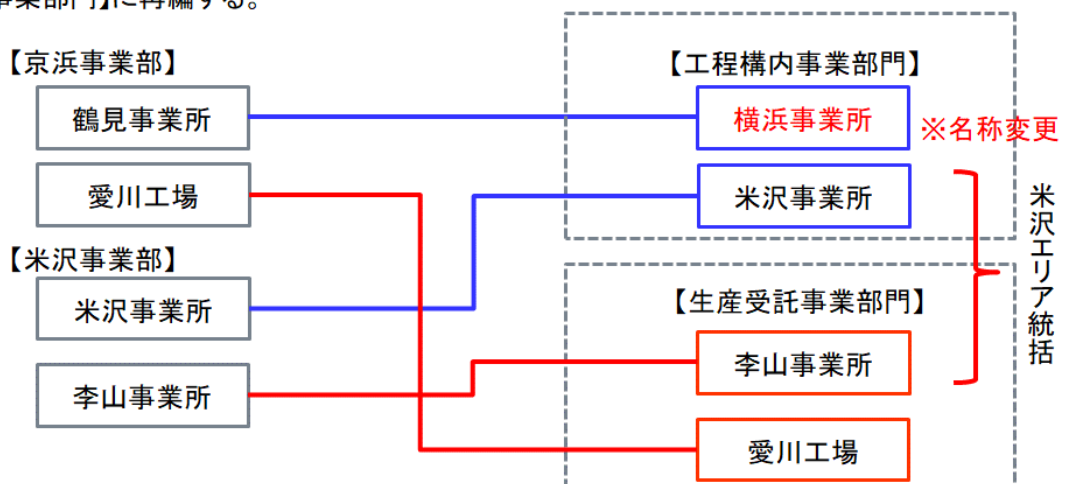 事業部門】に再編する。
【京浜事業部】
鶴見事業所
愛川工場
【米沢事業部】
米沢事業所
李山事業所
【工程構内事業部門】
横浜事業所
※名称変更
米沢事業所
【生産受託事業部門】
李山事業所
愛川工場
米沢エリア統括